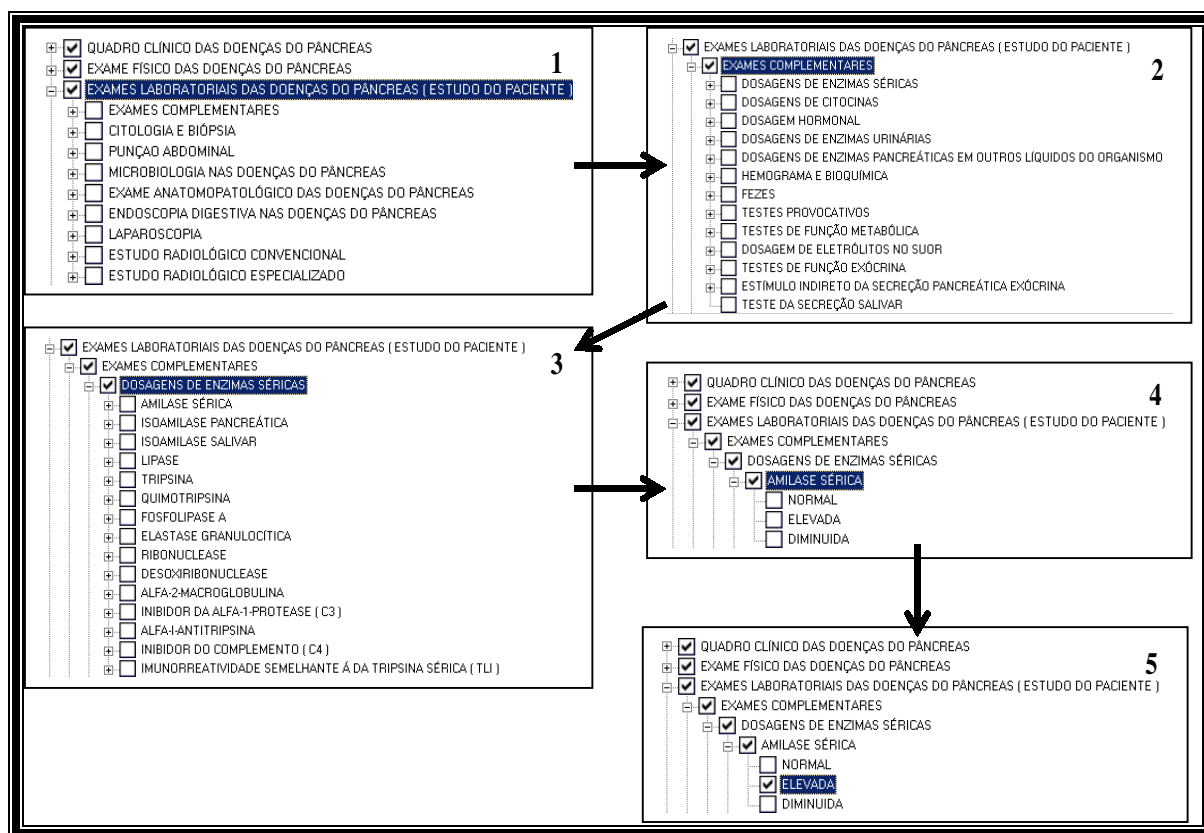 1
QUADRO CLÍNICO DAS DOENÇAS DO PÂNCREAS
EXAME FÍSICO DAS DOENÇAS DO PÂNCREAS
EXAMES LABORATORIAIS DAS DOENÇAS DO PÂNCREAS ( ESTUDO DO PACIENTE )
EXAMES COMPLEMENTARES
CITOLOGIA E BIÓPSIA
PUNÇAO ABDOMINAL
MICROBIOLOGIA NAS DOENÇAS DO PÂNCREAS
EXAME ANATOMOPATOLÓGICO DAS DOENÇAS DO PÂNCREAS
ENDOSCOPIA DIGESTIVA NAS DOENÇAS DO PÂNCREAS
LAPAROSCOPIA
ESTUDO RADIOLÓGICO CONVENCIONAL
ESTUDO RADIOLÓGICO ESPECIALIZADO
2
EXAMES LABORATORIAIS DAS DOENÇAS DO PÂNCREAS ( ESTUDO DO PACIENTE )
EXAMES COMPLEMENTARES
DOSAGENS DE ENZIMAS SÉRICAS
DOSAGENS DE CITOCINAS
DOSAGEM HORMONAL
DOSAGENS DE ENZIMAS URINÁRIAS
DOSAGENS DE ENZIMAS PANCREÁTICAS EM OUTROS LÍQUIDOS DO ORGANISMO
HEMOGRAMA E BIOQUÍMICA
FEZES
TESTES PROVOCATIVOS
TESTES DE FUNÇÃO METABÓLICA
DOSAGEM DE ELETRÓLITOS NO SUOR
TESTES DE FUNÇÃO EXÓCRINA
ESTÍMULO INDIRETO DA SECREÇÃO PANCREÁTICA EXÓCRINA
TESTE DA SECREÇÃO SALIVAR
3
EXAMES LABORATORIAIS DAS DOENÇAS DO PÂNCREAS ( ESTUDO DO PACIENTE )
EXAMES COMPLEMENTARES
DOSAGENS DE ENZIMAS SÉRICAS
AMILASE SÉRICA
ISOAMILASE PANCREÁTICA
ISOAMILASE SALIVAR
LIPASE
TRIPSINA
QUIMOTRIPSINA
FOSFOLIPASE A
ELASTASE GRANULOCÍTICA
RIBONUCLEASE
DESOXIRIBONUCLEASE
ALFA-2-MACROGLOBULINA
INIBIDOR DA ALFA-1-PROTEASE ( C3 )
ALFA-I-ANTITRIPSINA
INIBIDOR DO COMPLEMENTO ( C4 )
IMUNORREATIVIDADE SEMELHANTE Á DA TRIPSINA SÉRICA ( TLI )
4
QUADRO CLÍNICO DAS DOENÇAS DO PÂNCREAS
EXAME FÍSICO DAS DOENÇAS DO PÂNCREAS
EXAMES LABORATORIAIS DAS DOENÇAS DO PÂNCREAS ( ESTUDO DO PACIENTE )
EXAMES COMPLEMENTARES
DOSAGENS DE ENZIMAS SÉRICAS
AMILASE SÉRICA
NORMAL
ELEVADA
DIMINUIDA
5
QUADRO CLÍNICO DAS DOENÇAS DO PÂNCREAS
EXAME FÍSICO DAS DOENÇAS DO PÂNCREAS
EXAMES LABORATORIAIS DAS DOENÇAS DO PÂNCREAS ( ESTUDO DO PACIENTE )
EXAMES COMPLEMENTARES
DOSAGENS DE ENZIMAS SÉRICAS
AMILASE SÉRICA
NORMAL
ELEVADA
DIMINUIDA